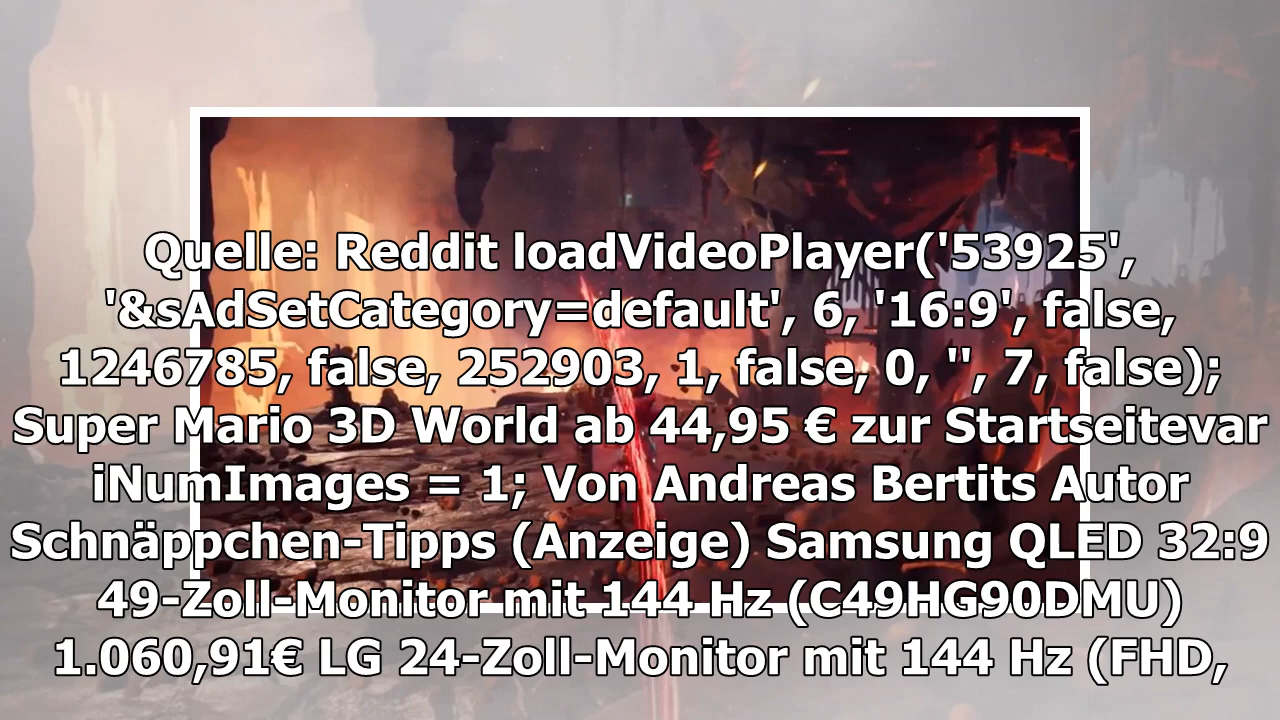 Quelle: Reddit loadVideoPlayer('53925',
'&sAdSetCategory=default', 6, '16:9', false,
1246785, false, 252903, 1, false, 0, '', 7, false);
Super Mario 3D World ab 44,95 € zur Startseitevar
iNumImages = 1; Von Andreas Bertits Autor
Schnäppchen-Tipps (Anzeige) Samsung QLED 32:9
49-Zoll-Monitor mit 144 Hz (C49HG90DMU)
1.060,91€ LG 24-Zoll-Monitor mit 144 Hz (FHD,